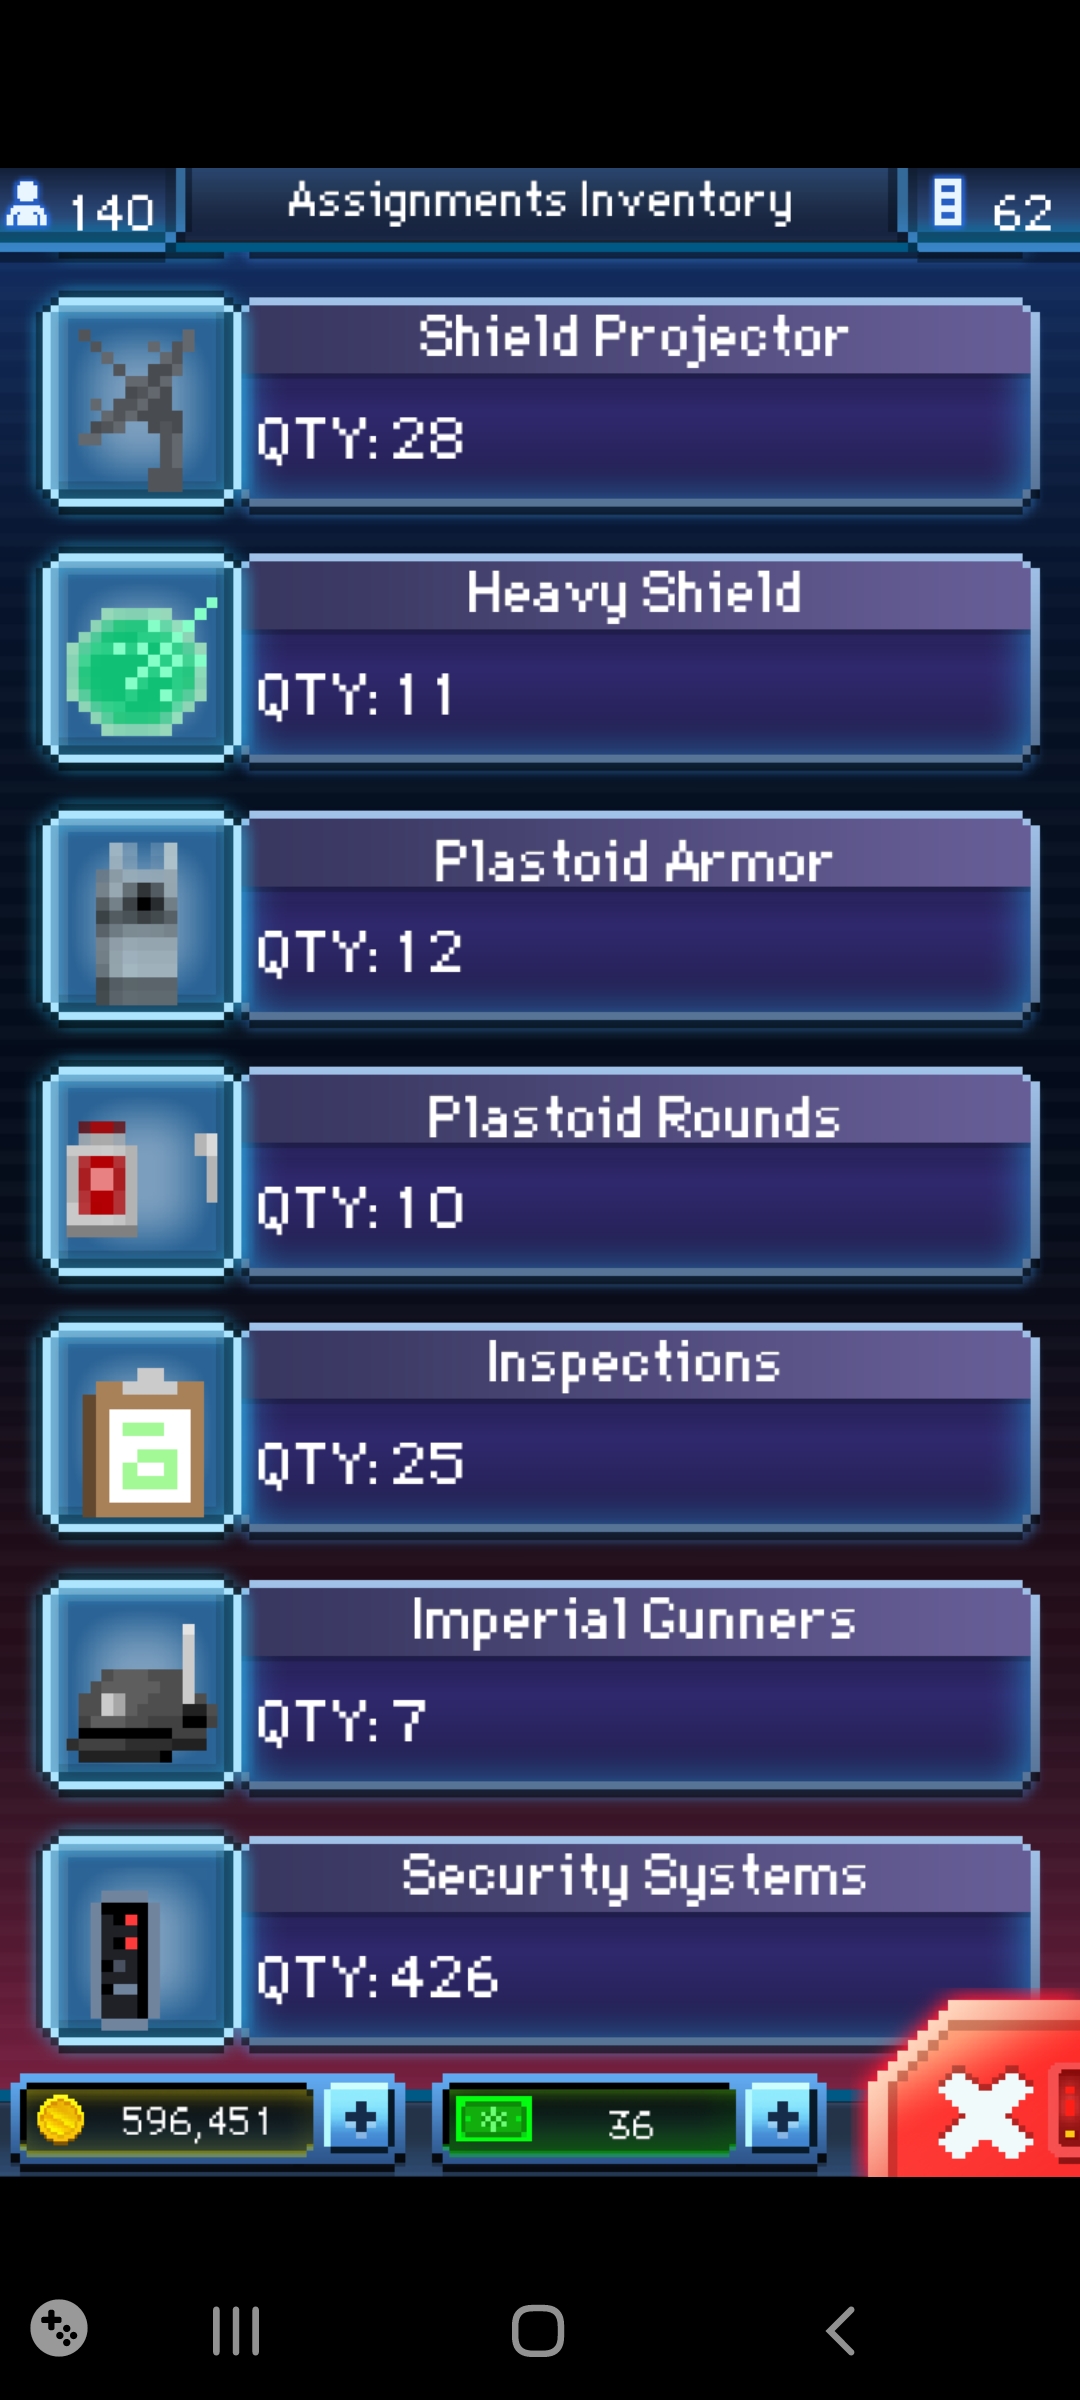 140
Assignments Inventory
62
Shield Projector
QTY: 28
Heavy Shield
QTY: 11
Plastoid Armor
QTY: 12
Plastoid Rounds
QTY: 10
Inspections
QTY: 25
Imperial Gunners
QTY: 7
Security Systems
QTY: 426
596,451
36